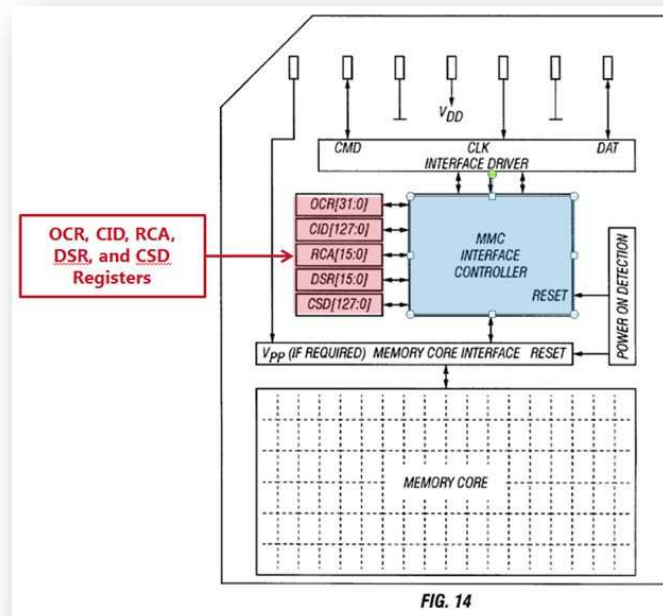 V_DD
CMD
CLK
DAT
INTERFACE DRIVER
OCR[31:0]
CID[127:0]
RCA[15:0]
DSR[15:0]
CSD[127:0]
OCR, CID, RCA,
DSR, and CSD
Registers
MMC
INTERFACE
CONTROLLER
RESET
POWER ON DETECTION
V_PP (IF REQUIRED) MEMORY CORE INTERFACE RESET
MEMORY CORE
FIG. 14